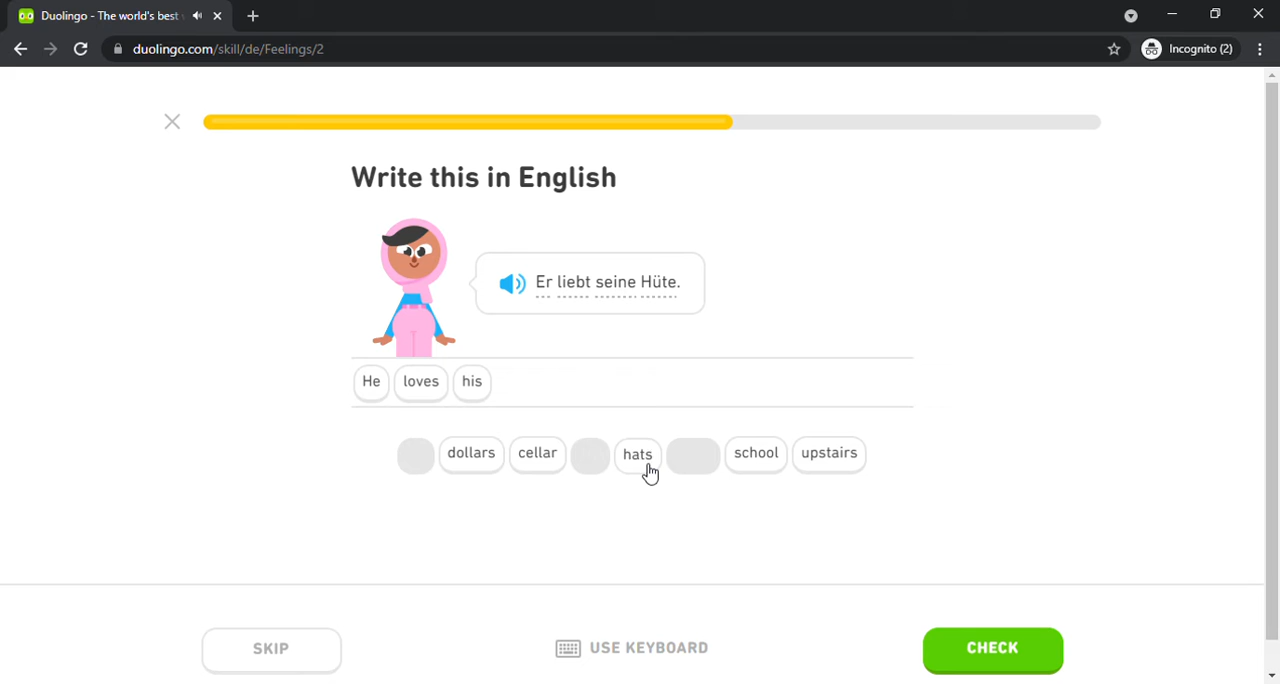 Duolingo - The world's best
duolingo.com/skill/de/Feelings/2
Incognito (2)
Write this in English
Er liebt seine Hüte.
He loves his
dollars cellar hats school upstairs
SKIP USE KEYBOARD CHECK